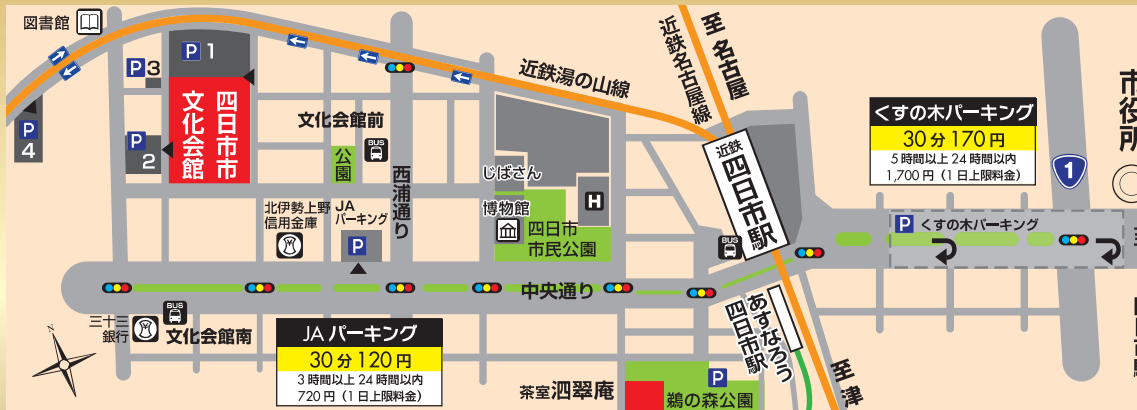 図書館
P 1
P 3
P 2
P 4
四日市市
文化会館
近鉄湯の山線
近鉄名古屋線
至 名古屋
文化会館前
BUS
公園
西浦通り
じばさん
博物館
H
四日市
市民公園
北伊勢上野
信用金庫
JA
パーキング
P
近鉄
四日市駅
BUS
くすの木パーキング
30分170円
5時間以上24時間以内
1,700円（1日上限料金）
市役所
1
P くすの木パーキング
中央通り
三十三
銀行
BUS
文化会館南
N
JAパーキング
30分120円
3時間以上24時間以内
720円（1日上限料金）
あすなろう
四日市駅
至 津
茶室 泗翠庵
P
鵜の森公園